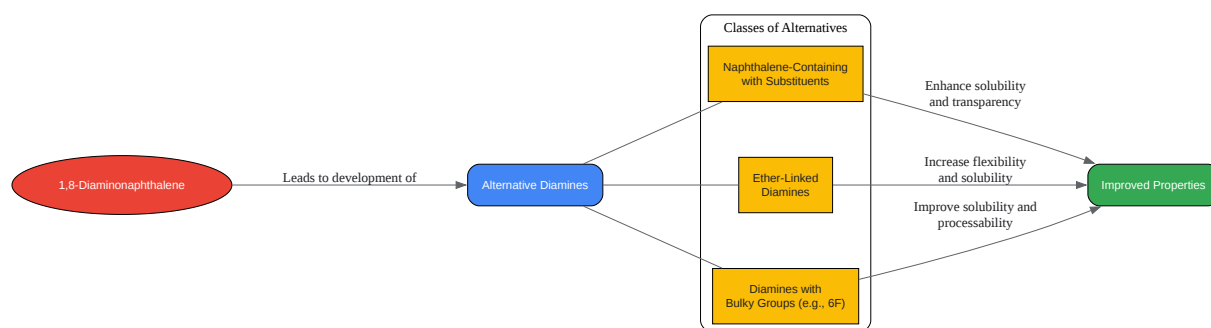 Classes of Alternatives
Naphthalene-Containing
with Substituents
Enhance solubility
and transparency
1,8-Diaminonaphthalene
Leads to development of
Alternative Diamines
Ether-Linked
Diamines
Increase flexibility
and solubility
Improved Properties
Improve solubility and
processability
Diamines with
Bulky Groups (e.g., 6F)